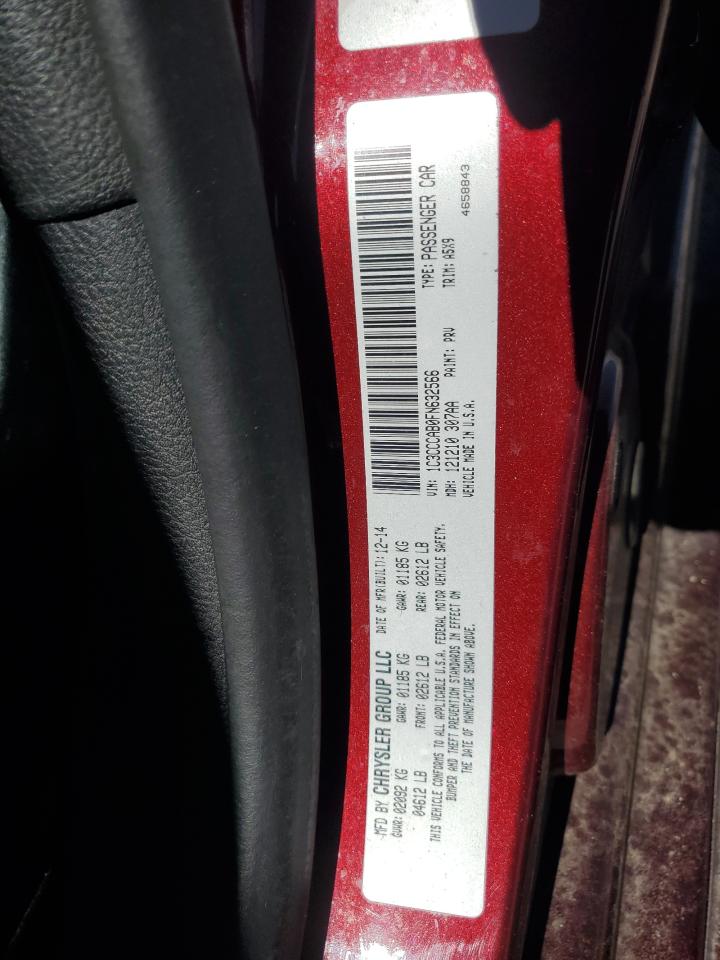 MFD BY CHRYSLER GROUP LLC DATE OF MFR(BUILT): 12-14
GVWR: 02092 KG GAWR: 01185 KG GAWR: 01185 KG
04612 LB FRONT: 02612 LB REAR: 02612 LB
THIS VEHICLE CONFORMS TO ALL APPLICABLE U.S.A. FEDERAL MOTOR VEHICLE SAFETY,
BUMPER AND THEFT PREVENTION STANDARDS IN EFFECT ON
THE DATE OF MANUFACTURE SHOWN ABOVE.
VIN: 1C3CCCAB0FN632566 TYPE: PASSENGER CAR
MDH: 121210 307AA PAINT: PRV TRIM: A5X9
VEHICLE MADE IN U.S.A.
4658843